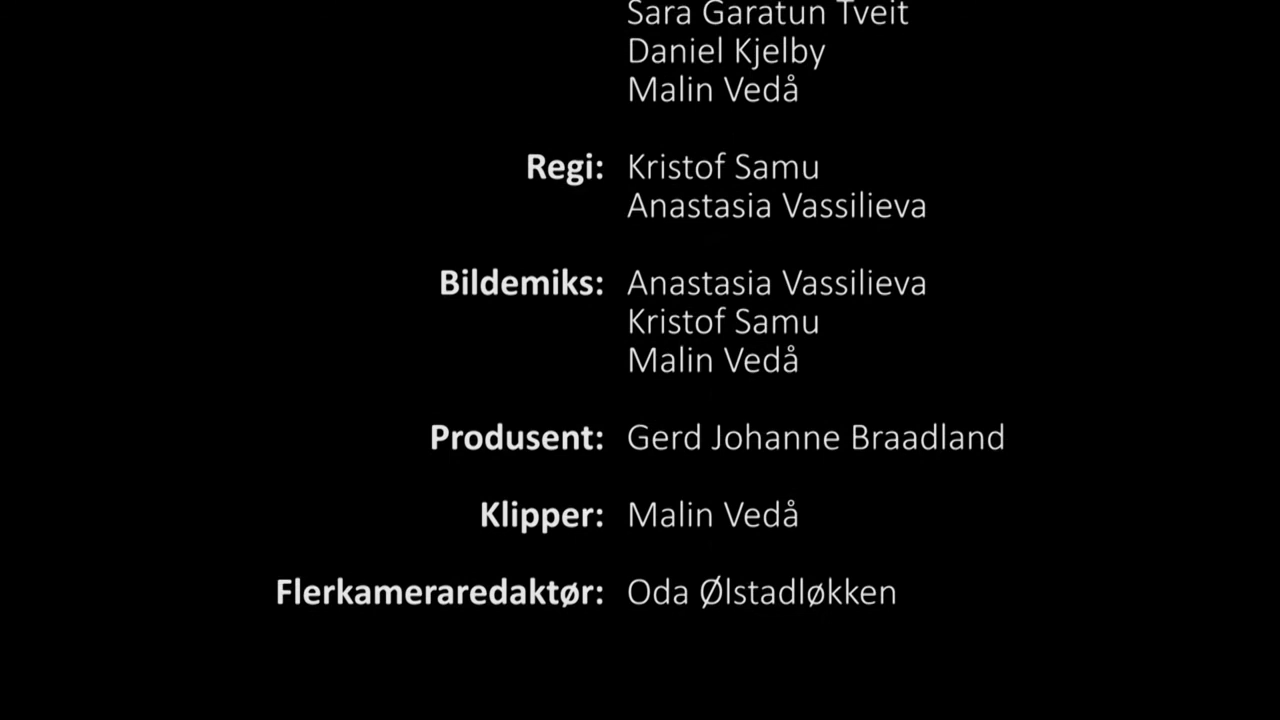 Sara Garatun Tveit
Daniel Kjelby
Malin Vedå
Regi: Kristof Samu
Anastasia Vassilieva
Bildemiks: Anastasia Vassilieva
Kristof Samu
Malin Vedå
Produsent: Gerd Johanne Braadland
Klipper: Malin Vedå
Flerkameraredaktør: Oda Ølstadløkken